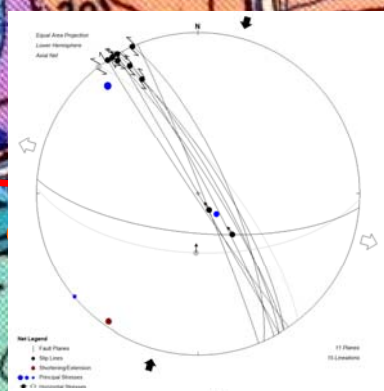 Equal Area Projection
Lower Hemisphere
Axial Net
N
Net Legend
Fault Planes
Slip Lines
Shortening/Extension
Principal Stresses
Horizontal Stresses
11 Planes
15 Lineations